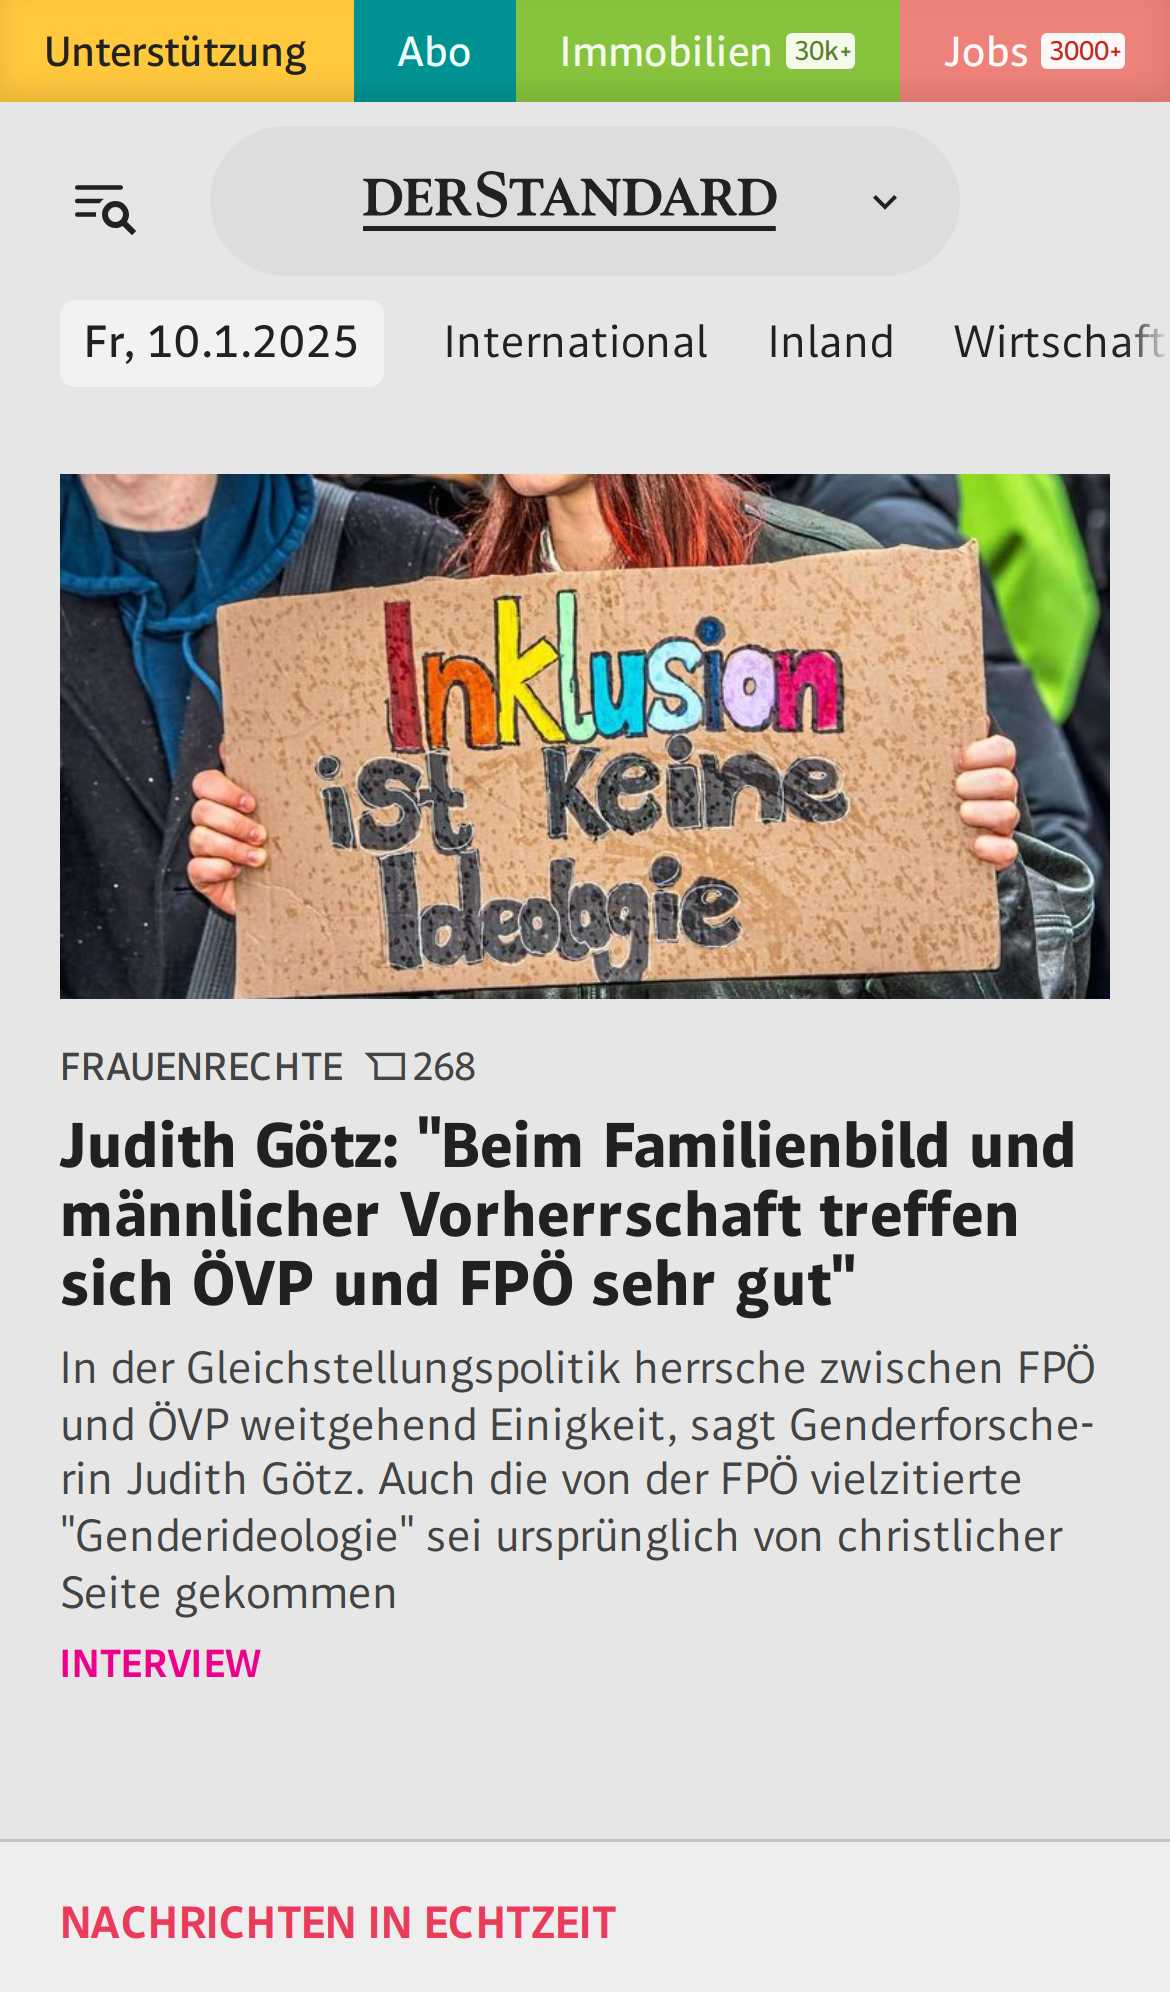 Unterstützung
Abo
Immobilien 30k+
Jobs 3000+
DERSTANDARD
Fr, 10.1.2025
International
Inland
Wirtschaft
Inklusion
ist Keine
Ideologie
FRAUENRECHTE 268
Judith Götz: "Beim Familienbild und
männlicher Vorherrschaft treffen
sich ÖVP und FPÖ sehr gut"
In der Gleichstellungspolitik herrsche zwischen FPÖ
und ÖVP weitgehend Einigkeit, sagt Genderforsche-
rin Judith Götz. Auch die von der FPÖ vielzitierte
"Genderideologie" sei ursprünglich von christlicher
Seite gekommen
INTERVIEW
NACHRICHTEN IN ECHTZEIT